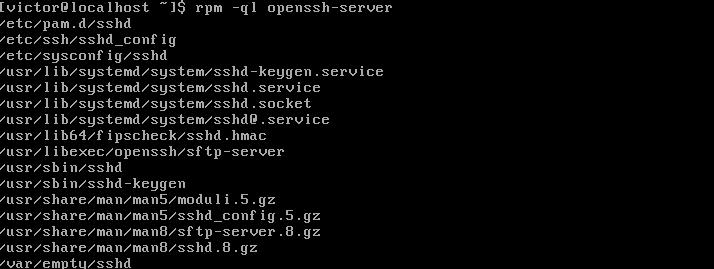 [victor@localhost ~]$ rpm -ql openssh-server
/etc/pam.d/sshd
/etc/ssh/sshd_config
/etc/sysconfig/sshd
/usr/lib/systemd/system/sshd-keygen.service
/usr/lib/systemd/system/sshd.service
/usr/lib/systemd/system/sshd.socket
/usr/lib/systemd/system/sshd@.service
/usr/lib64/fipscheck/sshd.hmac
/usr/libexec/openssh/sftp-server
/usr/sbin/sshd
/usr/sbin/sshd-keygen
/usr/share/man/man5/moduli.5.gz
/usr/share/man/man5/sshd_config.5.gz
/usr/share/man/man8/sftp-server.8.gz
/usr/share/man/man8/sshd.8.gz
/var/empty/sshd